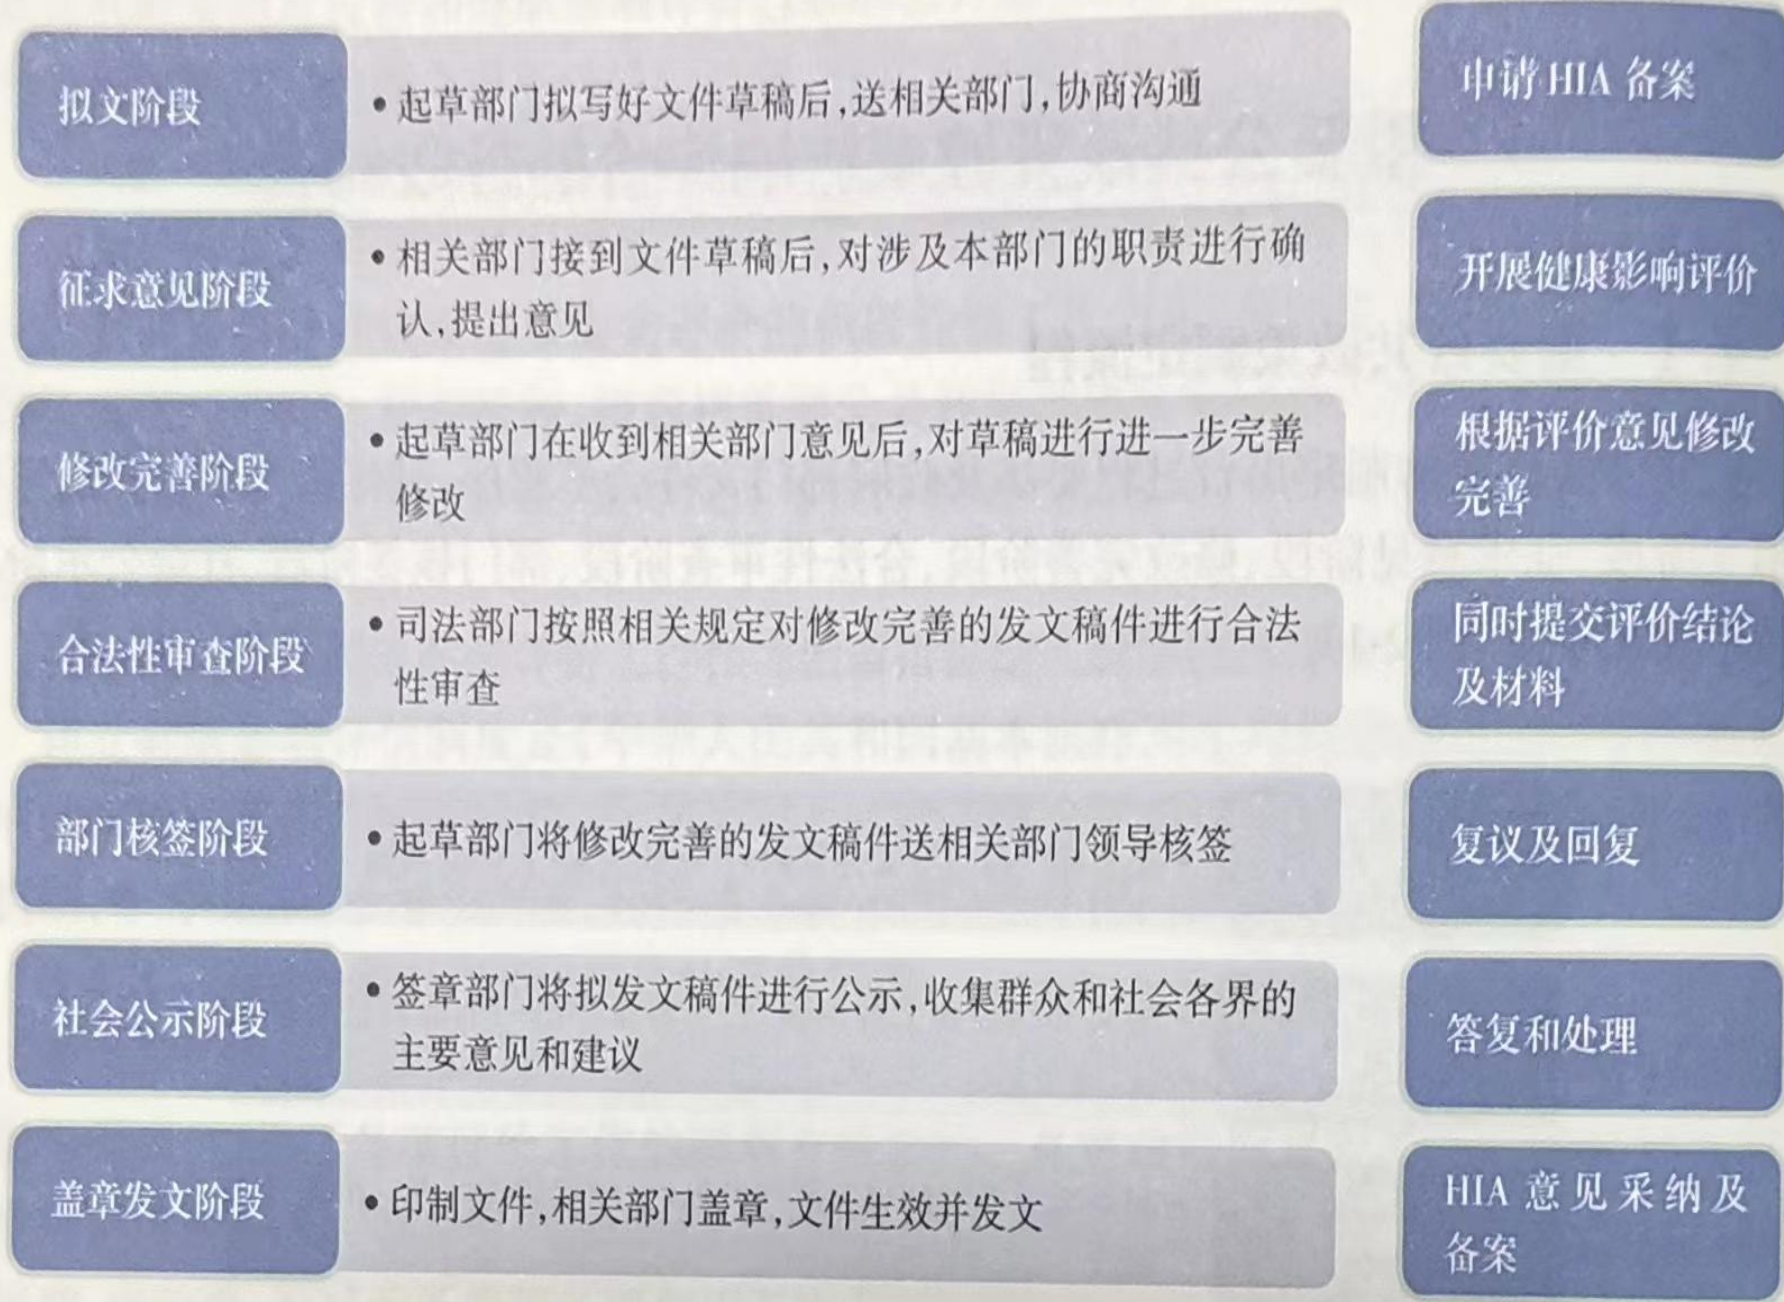 拟文阶段
• 起草部门拟写好文件草稿后,送相关部门,协商沟通
申请 HIA 备案
征求意见阶段
• 相关部门接到文件草稿后,对涉及本部门的职责进行确
认,提出意见
开展健康影响评价
修改完善阶段
• 起草部门在收到相关部门意见后,对草稿进行进一步完善
修改
根据评价意见修改
完善
合法性审查阶段
• 司法部门按照相关规定对修改完善的发文稿件进行合法
性审查
同时提交评价结论
及材料
部门核签阶段
• 起草部门将修改完善的发文稿件送相关部门领导核签
复议及回复
社会公示阶段
• 签章部门将拟发文稿件进行公示,收集群众和社会各界的
主要意见和建议
答复和处理
盖章发文阶段
• 印制文件,相关部门盖章,文件生效并发文
HIA 意见采纳及
备案